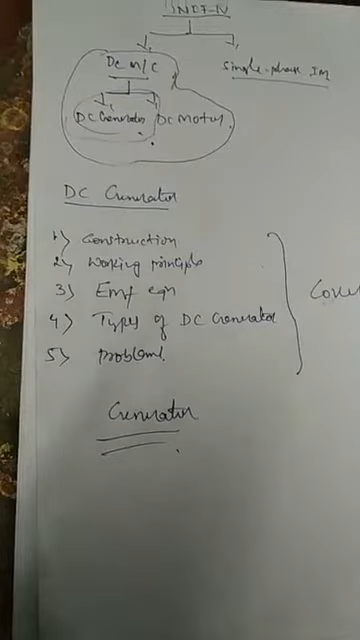 UNIT-IV
DC M/C
Single-phase IM
DC Generator DC Motor
DC Generator
1) Construction
2) Working principle
3) Emf eqn
4) Types of DC Generator
5) problems
Generator